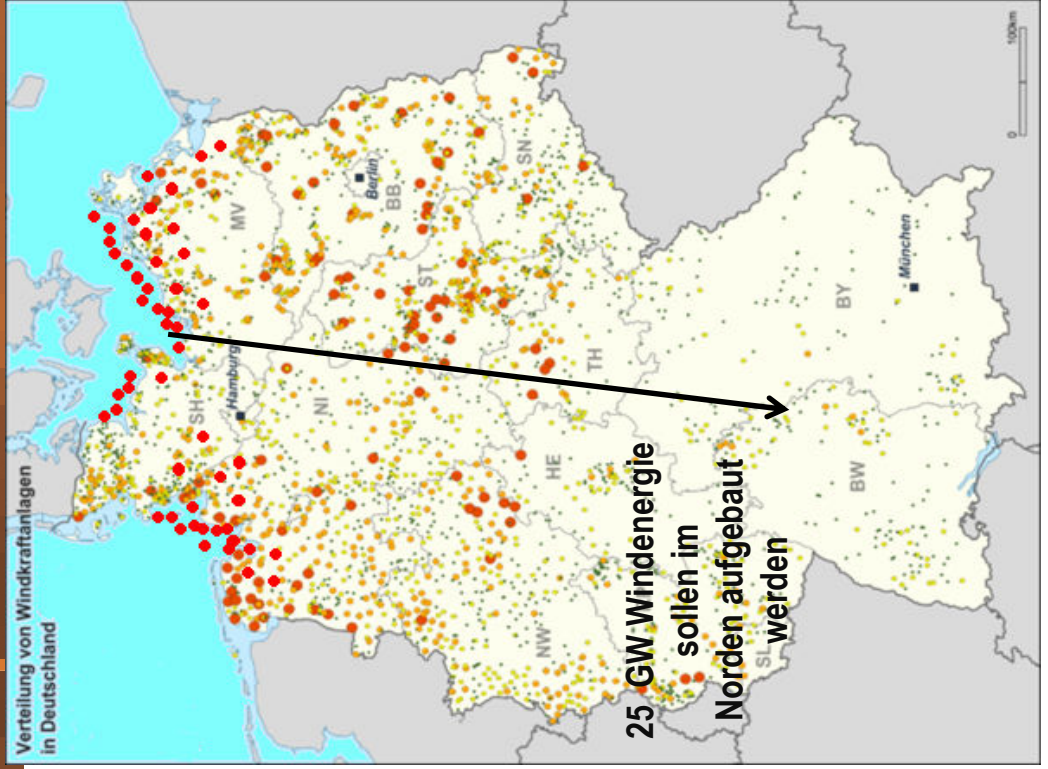 Verteilung von Windkraftanlagen
in Deutschland
SH
Hamburg
MV
NI
Berlin
BB
ST
NW
HE
TH
SN
SL
BW
BY
München
25 GW Windenergie
sollen im
Norden aufgebaut
werden
0 100km